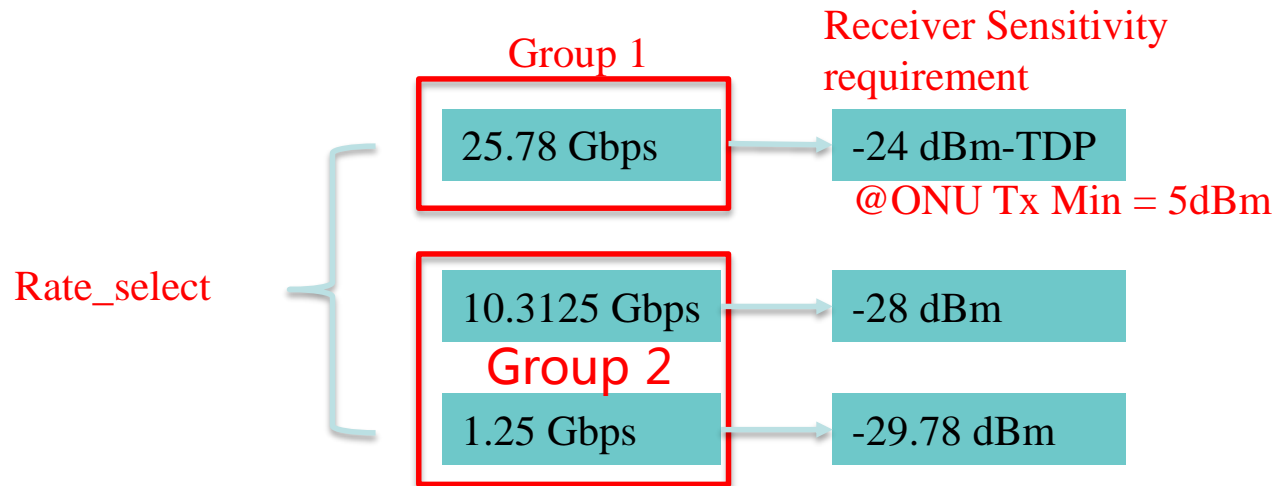 Group 1
Receiver Sensitivity
requirement
25.78 Gbps
-24 dBm-TDP
@ONU Tx Min = 5dBm
Rate_select
10.3125 Gbps
-28 dBm
Group 2
1.25 Gbps
-29.78 dBm